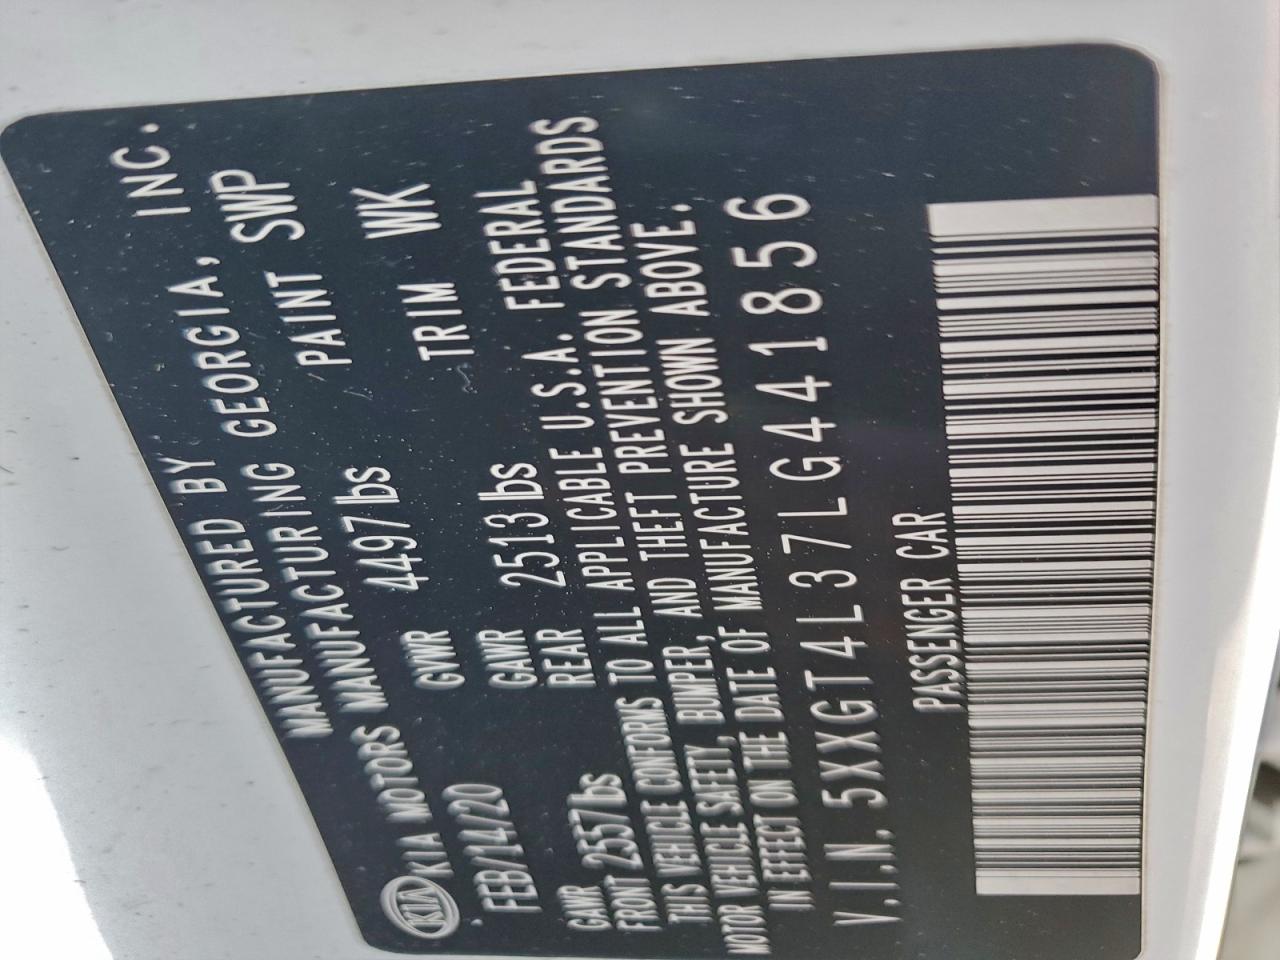 MANUFACTURED BY
KIA KIA MOTORS MANUFACTURING GEORGIA, INC.
FEB/14/20 GVWR 4497lbs PAINT SWP
GAWR FRONT 2557lbs GAWR REAR 2513lbs TRIM WK
THIS VEHICLE CONFORMS TO ALL APPLICABLE U.S.A. FEDERAL
MOTOR VEHICLE SAFETY, BUMPER, AND THEFT PREVENTION STANDARDS
IN EFFECT ON THE DATE OF MANUFACTURE SHOWN ABOVE.
V.I.N. 5XXGT4L37LG441856
PASSENGER CAR